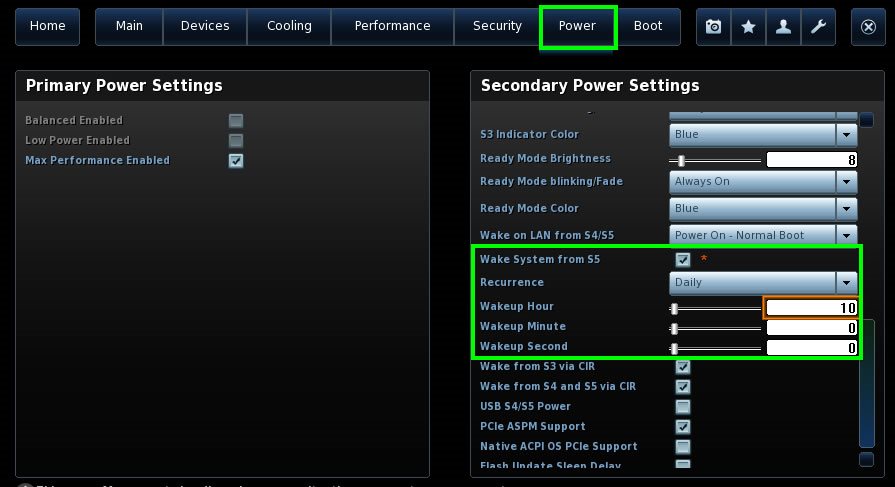 Home Main Devices Cooling Performance Security Power Boot
Primary Power Settings
Balanced Enabled
Low Power Enabled
Max Performance Enabled
Secondary Power Settings
S3 Indicator Color Blue
Ready Mode Brightness 8
Ready Mode blinking/Fade Always On
Ready Mode Color Blue
Wake on LAN from S4/S5 Power On - Normal Boot
Wake System from S5 *
Recurrence Daily
Wakeup Hour 10
Wakeup Minute 0
Wakeup Second 0
Wake from S3 via CIR
Wake from S4 and S5 via CIR
USB S4/S5 Power
PCIe ASPM Support
Native ACPI OS PCIe Support
Flash Update Sleep Delay